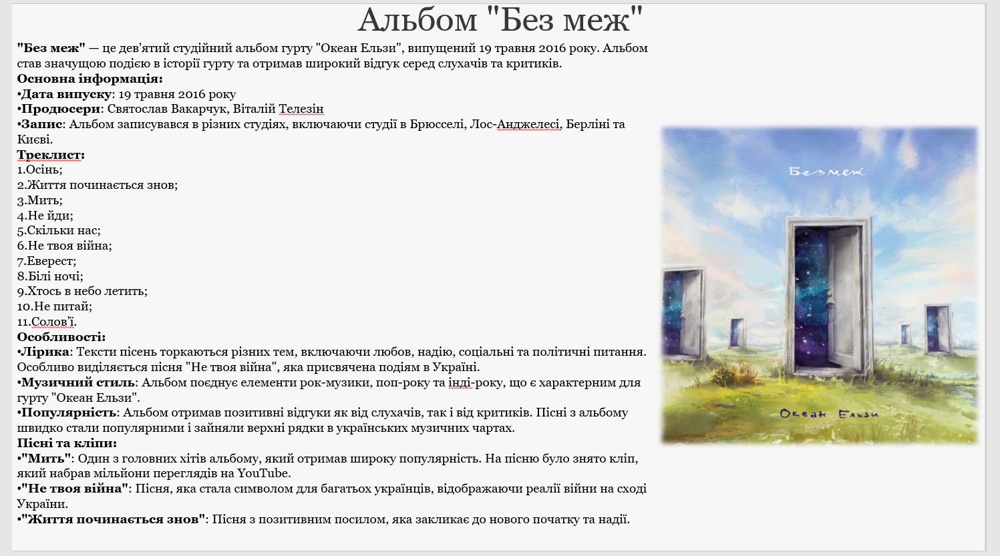 Альбом "Без меж"
"Без меж" — це дев'ятий студійний альбом гурту "Океан Ельзи", випущений 19 травня 2016 року. Альбом
став значущою подією в історії гурту та отримав широкий відгук серед слухачів та критиків.
Основна інформація:
•Дата випуску: 19 травня 2016 року
•Продюсери: Святослав Вакарчук, Віталій Телезін
•Запис: Альбом записувався в різних студіях, включаючи студії в Брюсселі, Лос-Анджелесі, Берліні та
Києві.
Треклист:
1.Осінь;
2.Життя починається знов;
3.Мить;
4.Не йди;
5.Скільки нас;
6.Не твоя війна;
7.Еверест;
8.Білі ночі;
9.Хтось в небо летить;
10.Не питай;
11.Солов’ї.
Особливості:
•Лірика: Тексти пісень торкаються різних тем, включаючи любов, надію, соціальні та політичні питання.
Особливо виділяється пісня "Не твоя війна", яка присвячена подіям в Україні.
•Музичний стиль: Альбом поєднує елементи рок-музики, поп-року та інді-року, що є характерним для
гурту "Океан Ельзи".
•Популярність: Альбом отримав позитивні відгуки як від слухачів, так і від критиків. Пісні з альбому
швидко стали популярними і зайняли верхні рядки в українських музичних чартах.
Пісні та кліпи:
•"Мить": Один з головних хітів альбому, який отримав широку популярність. На пісню було знято кліп,
який набрав мільйони переглядів на YouTube.
•"Не твоя війна": Пісня, яка стала символом для багатьох українців, відображаючи реалії війни на сході
України.
•"Життя починається знов": Пісня з позитивним посилом, яка закликає до нового початку та надії.
Без меж
Океан Ельзи